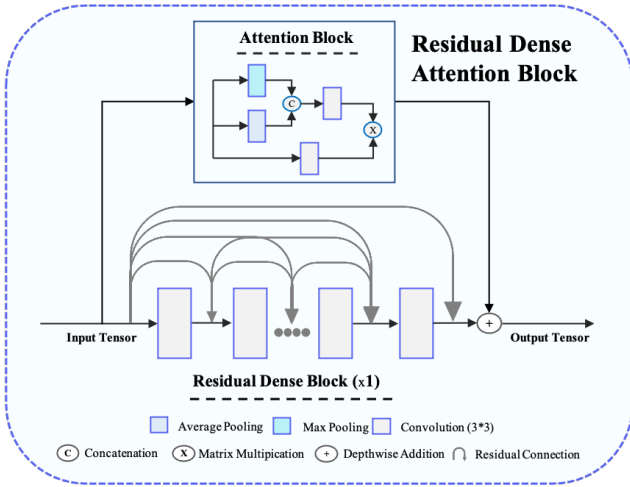 Attention Block
Residual Dense
Attention Block
C
X
Input Tensor
+
Output Tensor
Residual Dense Block (x1)
Average Pooling
Max Pooling
Convolution (3*3)
C Concatenation
X Matrix Multipication
+ Depthwise Addition
Residual Connection